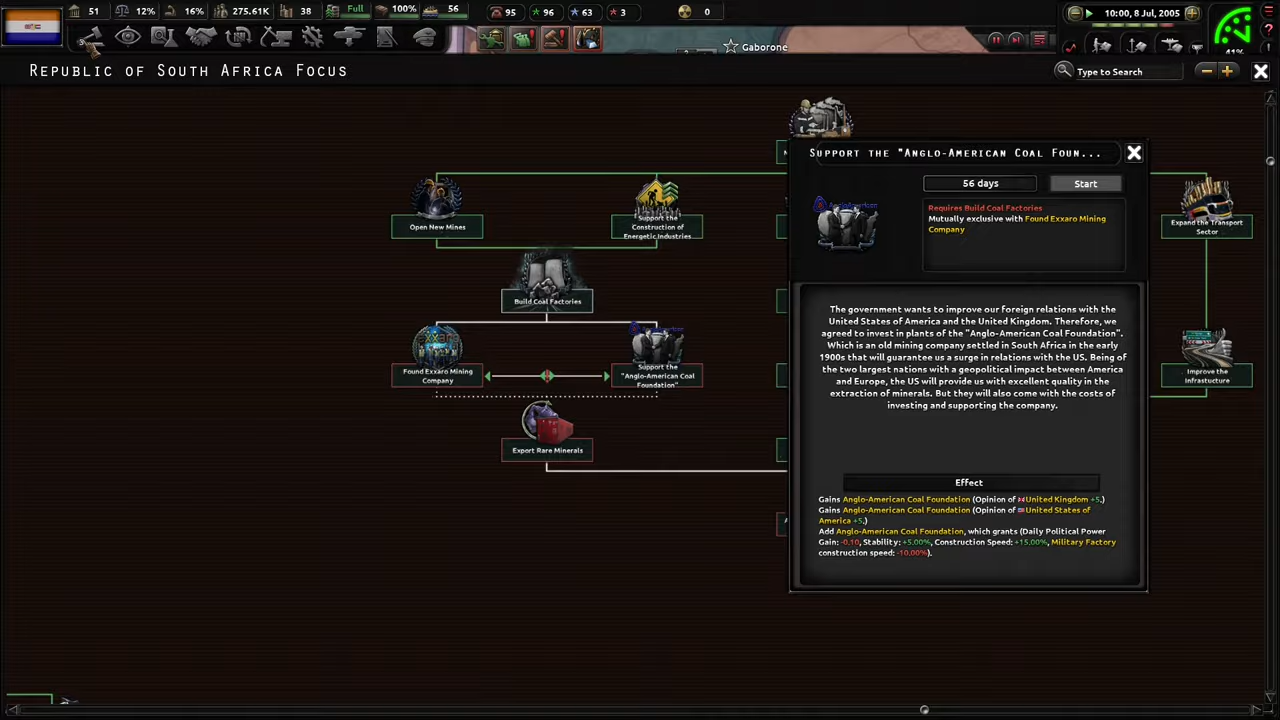 51
12%
16%
275.61K
38
Full
100%
56
95
96
63
3
0
10:00, 8 Jul, 2005
41%
Gaborone
Republic of South Africa Focus
Type to Search
Support the "Anglo-American Coal Foun...
56 days
Start
Requires Build Coal Factories
Mutually exclusive with Found Exxaro Mining
Company
Open New Mines
Support the
Construction of
Energetic Industries
Expand the Transport
Sector
Build Coal Factories
The government wants to improve our foreign relations with the
United States of America and the United Kingdom. Therefore, we
agreed to invest in plants of the "Anglo-American Coal Foundation".
Which is an old mining company settled in South Africa in the early
1900s that will guarantee us a surge in relations with the US. Being of
the two largest nations with a geopolitical impact between America
and Europe, the US will provide us with excellent quality in the
extraction of minerals. But they will also come with the costs of
investing and supporting the company.
Found Exxaro Mining
Company
Support the
"Anglo-American Coal
Foundation"
Improve the
Infrastucture
Export Rare Minerals
Effect
Gains Anglo-American Coal Foundation (Opinion of United Kingdom +5.)
Gains Anglo-American Coal Foundation (Opinion of United States of
America +5.)
Add Anglo-American Coal Foundation, which grants (Daily Political Power
Gain: -0.10, Stability: +5.00%, Construction Speed: +15.00%, Military Factory
construction speed: -10.00%).